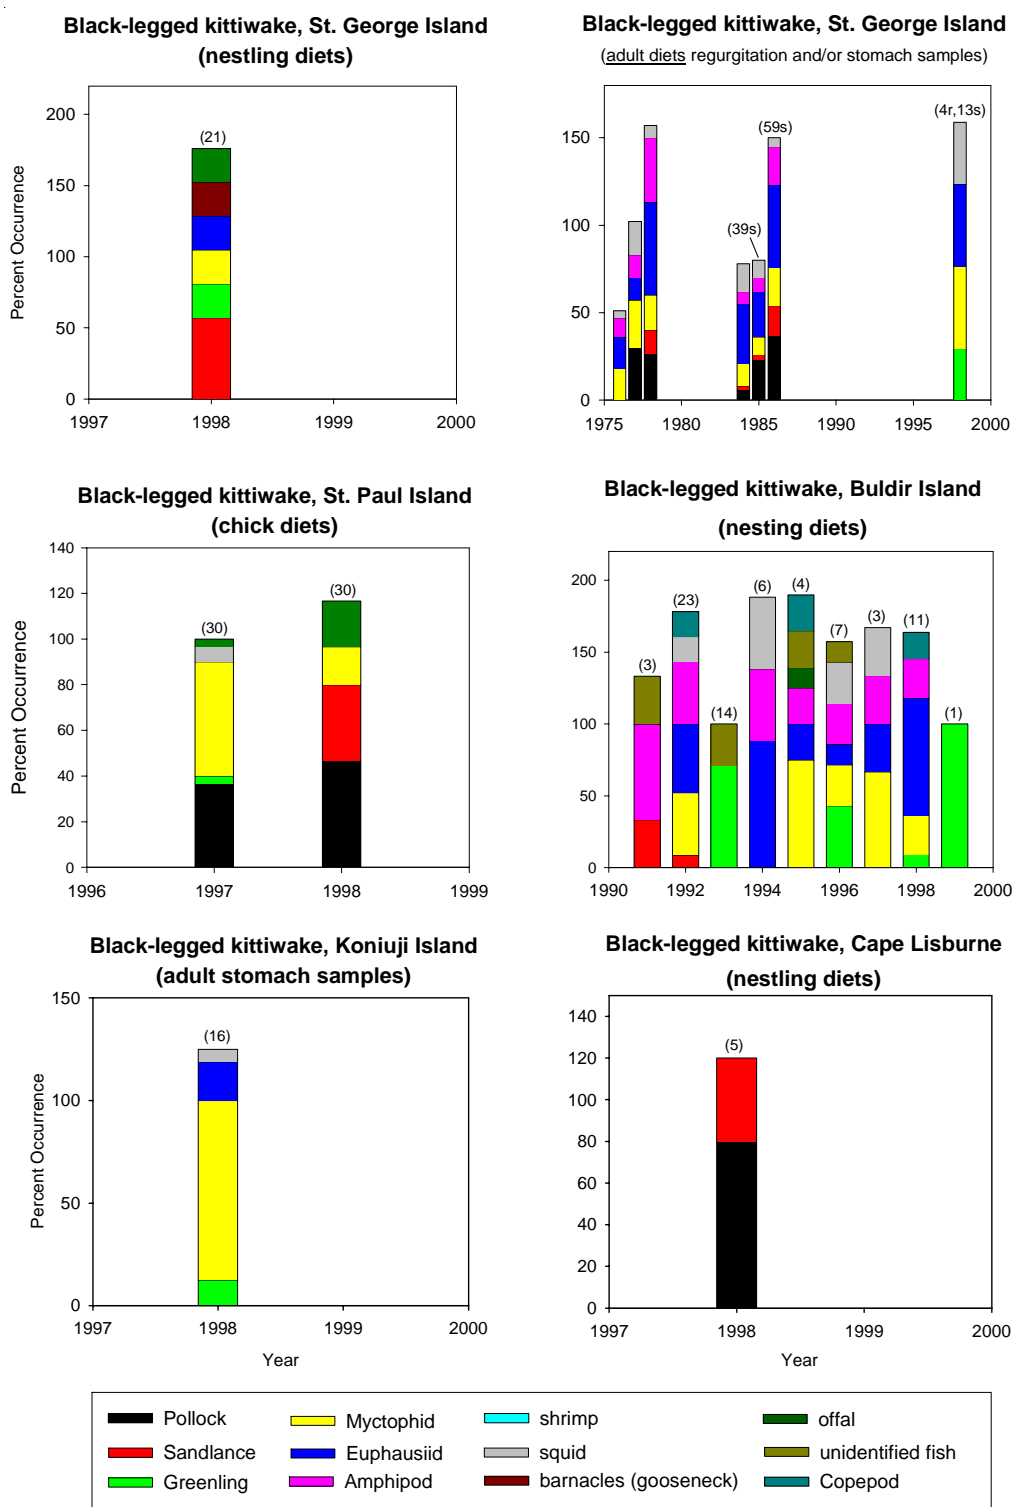 Black-legged kittiwake, St. George Island
(nestling diets)
Percent Occurrence
200
150
100
50
0
(21)
1997
1998
1999
2000
Black-legged kittiwake, St. George Island
(adult diets regurgitation and/or stomach samples)
150
100
50
0
(39s)
(59s)
(4r,13s)
1975
1980
1985
1990
1995
2000
Black-legged kittiwake, St. Paul Island
(chick diets)
Percent Occurrence
140
120
100
80
60
40
20
0
(30)
(30)
1996
1997
1998
1999
Black-legged kittiwake, Buldir Island
(nesting diets)
200
150
100
50
0
(3)
(23)
(14)
(6)
(4)
(7)
(3)
(11)
(1)
1990
1992
1994
1996
1998
2000
Black-legged kittiwake, Koniuji Island
(adult stomach samples)
Percent Occurrence
150
100
50
0
(16)
1997
1998
1999
2000
Year
Black-legged kittiwake, Cape Lisburne
(nestling diets)
140
120
100
80
60
40
20
0
(5)
1997
1998
1999
2000
Year
Pollock
Myctophid
shrimp
offal
Sandlance
Euphausiid
squid
unidentified fish
Greenling
Amphipod
barnacles (gooseneck)
Copepod